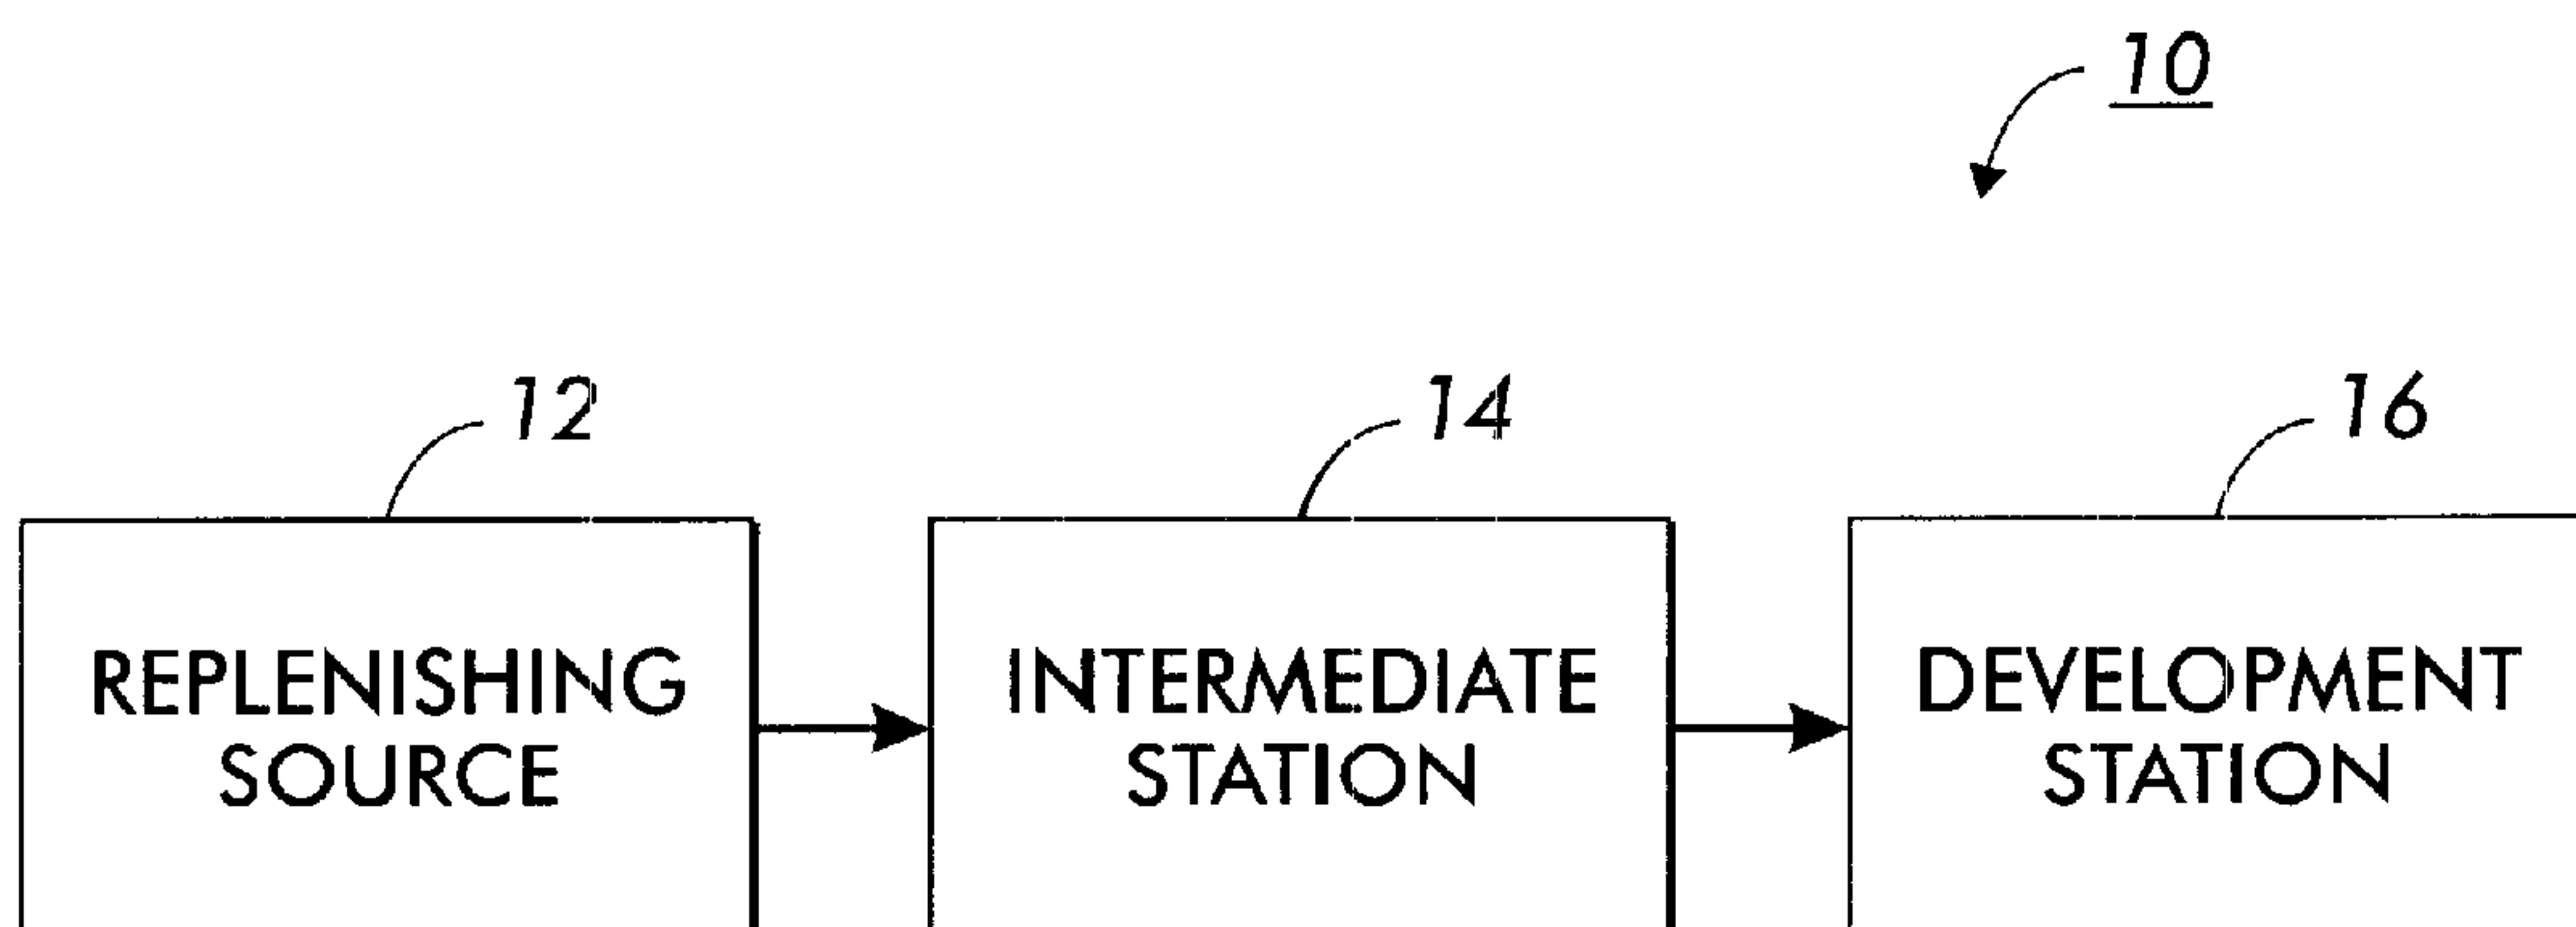 10
12
14
16
REPLENISHING
SOURCE
INTERMEDIATE
STATION
DEVELOPMENT
STATION